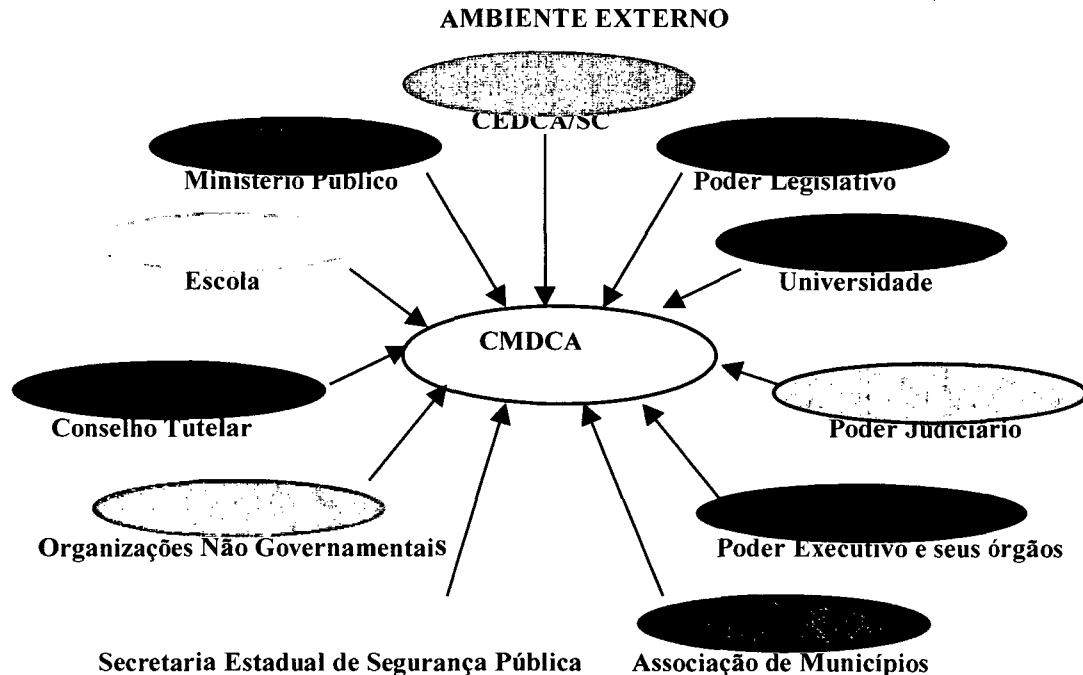 AMBIENTE EXTERNO
CEDCA/SC
Ministério Público
Poder Legislativo
Escola
Universidade
CMDCA
Conselho Tutelar
Poder Judiciário
Organizações Não Governamentais
Poder Executivo e seus órgãos
Secretaria Estadual de Segurança Pública
Associação de Municípios